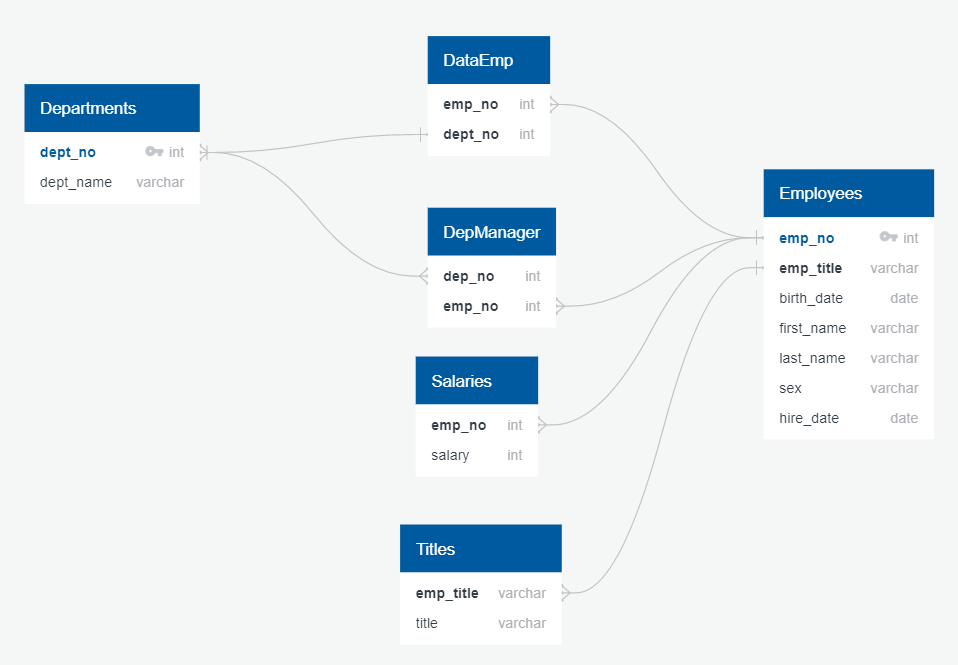 Departments
dept_no int
dept_name varchar
DataEmp
emp_no int
dept_no int
DepManager
dep_no int
emp_no int
Salaries
emp_no int
salary int
Titles
emp_title varchar
title varchar
Employees
emp_no int
emp_title varchar
birth_date date
first_name varchar
last_name varchar
sex varchar
hire_date date